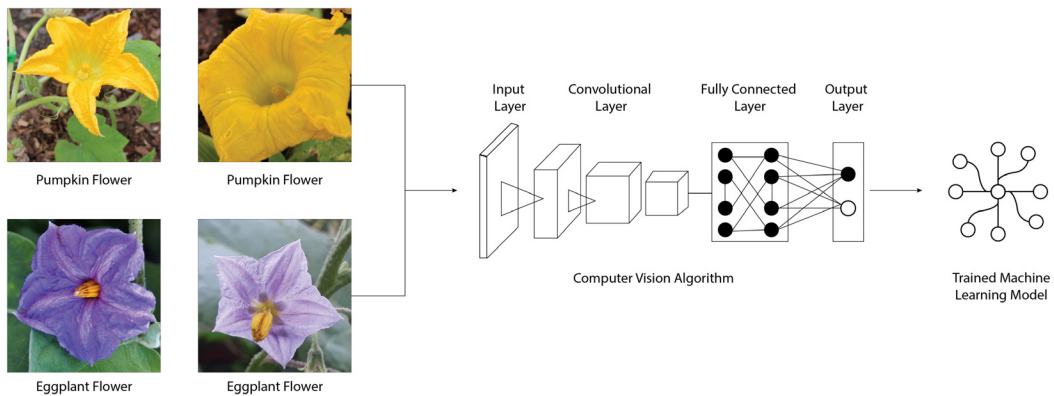 Pumpkin Flower
Pumpkin Flower
Eggplant Flower
Eggplant Flower
Input
Layer
Convolutional
Layer
Fully Connected
Layer
Output
Layer
Computer Vision Algorithm
Trained Machine
Learning Model